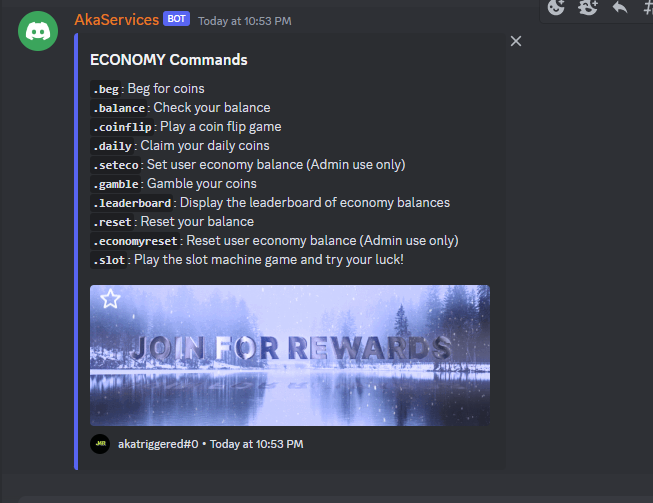 AkaServices BOT Today at 10:53 PM
ECONOMY Commands
.beg: Beg for coins
.balance: Check your balance
.coinflip: Play a coin flip game
.daily: Claim your daily coins
.seteco: Set user economy balance (Admin use only)
.gamble: Gamble your coins
.leaderboard: Display the leaderboard of economy balances
.reset: Reset your balance
.economyreset: Reset user economy balance (Admin use only)
.slot: Play the slot machine game and try your luck!
JOIN FOR REWARDS
akatriggered#0 • Today at 10:53 PM